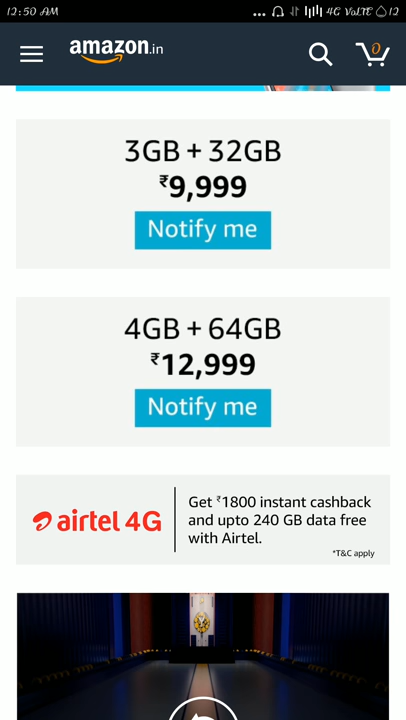 12:50 AM ... 4G VoLTE 12
amazon.in
0
3GB + 32GB
₹9,999
Notify me
4GB + 64GB
₹12,999
Notify me
airtel 4G
Get ₹1800 instant cashback
and upto 240 GB data free
with Airtel.
*T&C apply